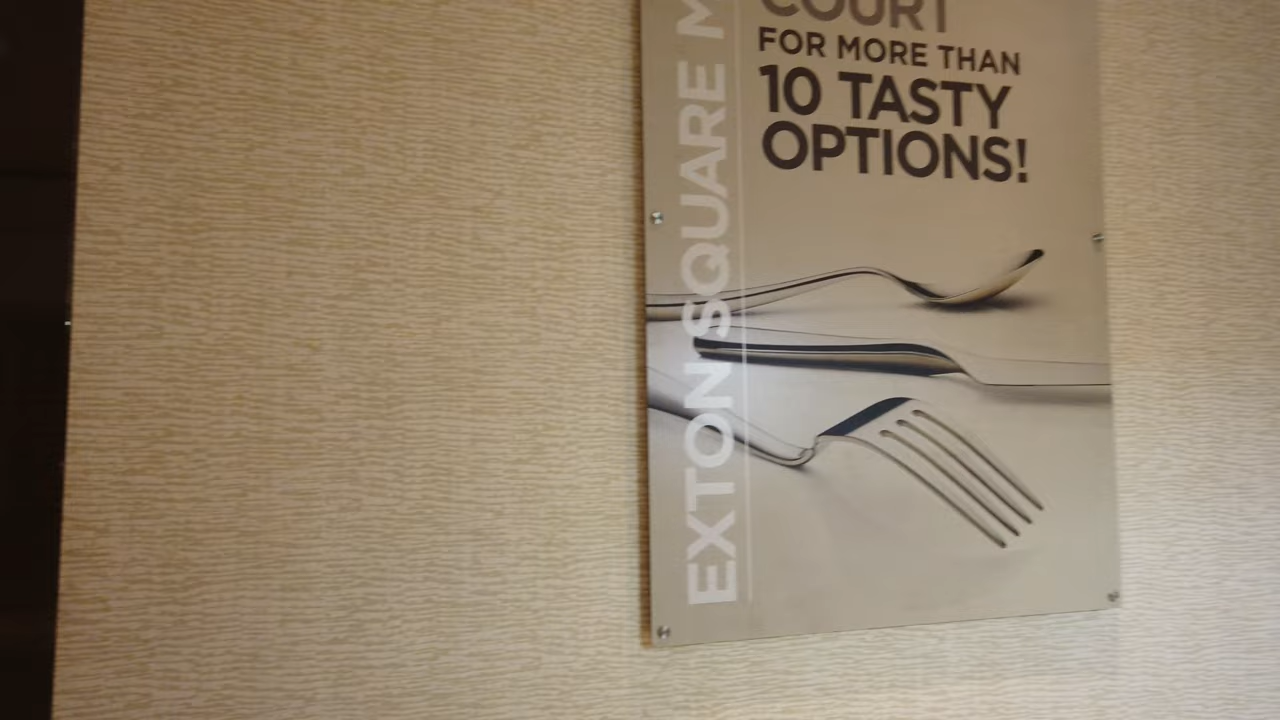 COURT
FOR MORE THAN
10 TASTY
OPTIONS!
EXTON SQUARE M